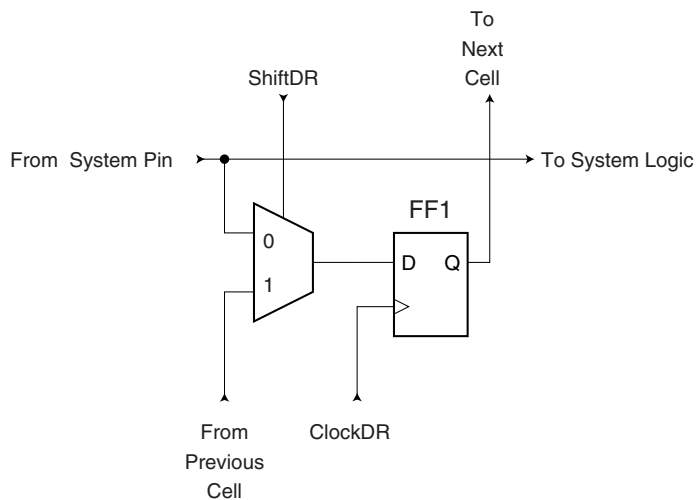 To
Next
Cell
ShiftDR
From System Pin
To System Logic
FF1
0
D
Q
1
From
Previous
Cell
ClockDR